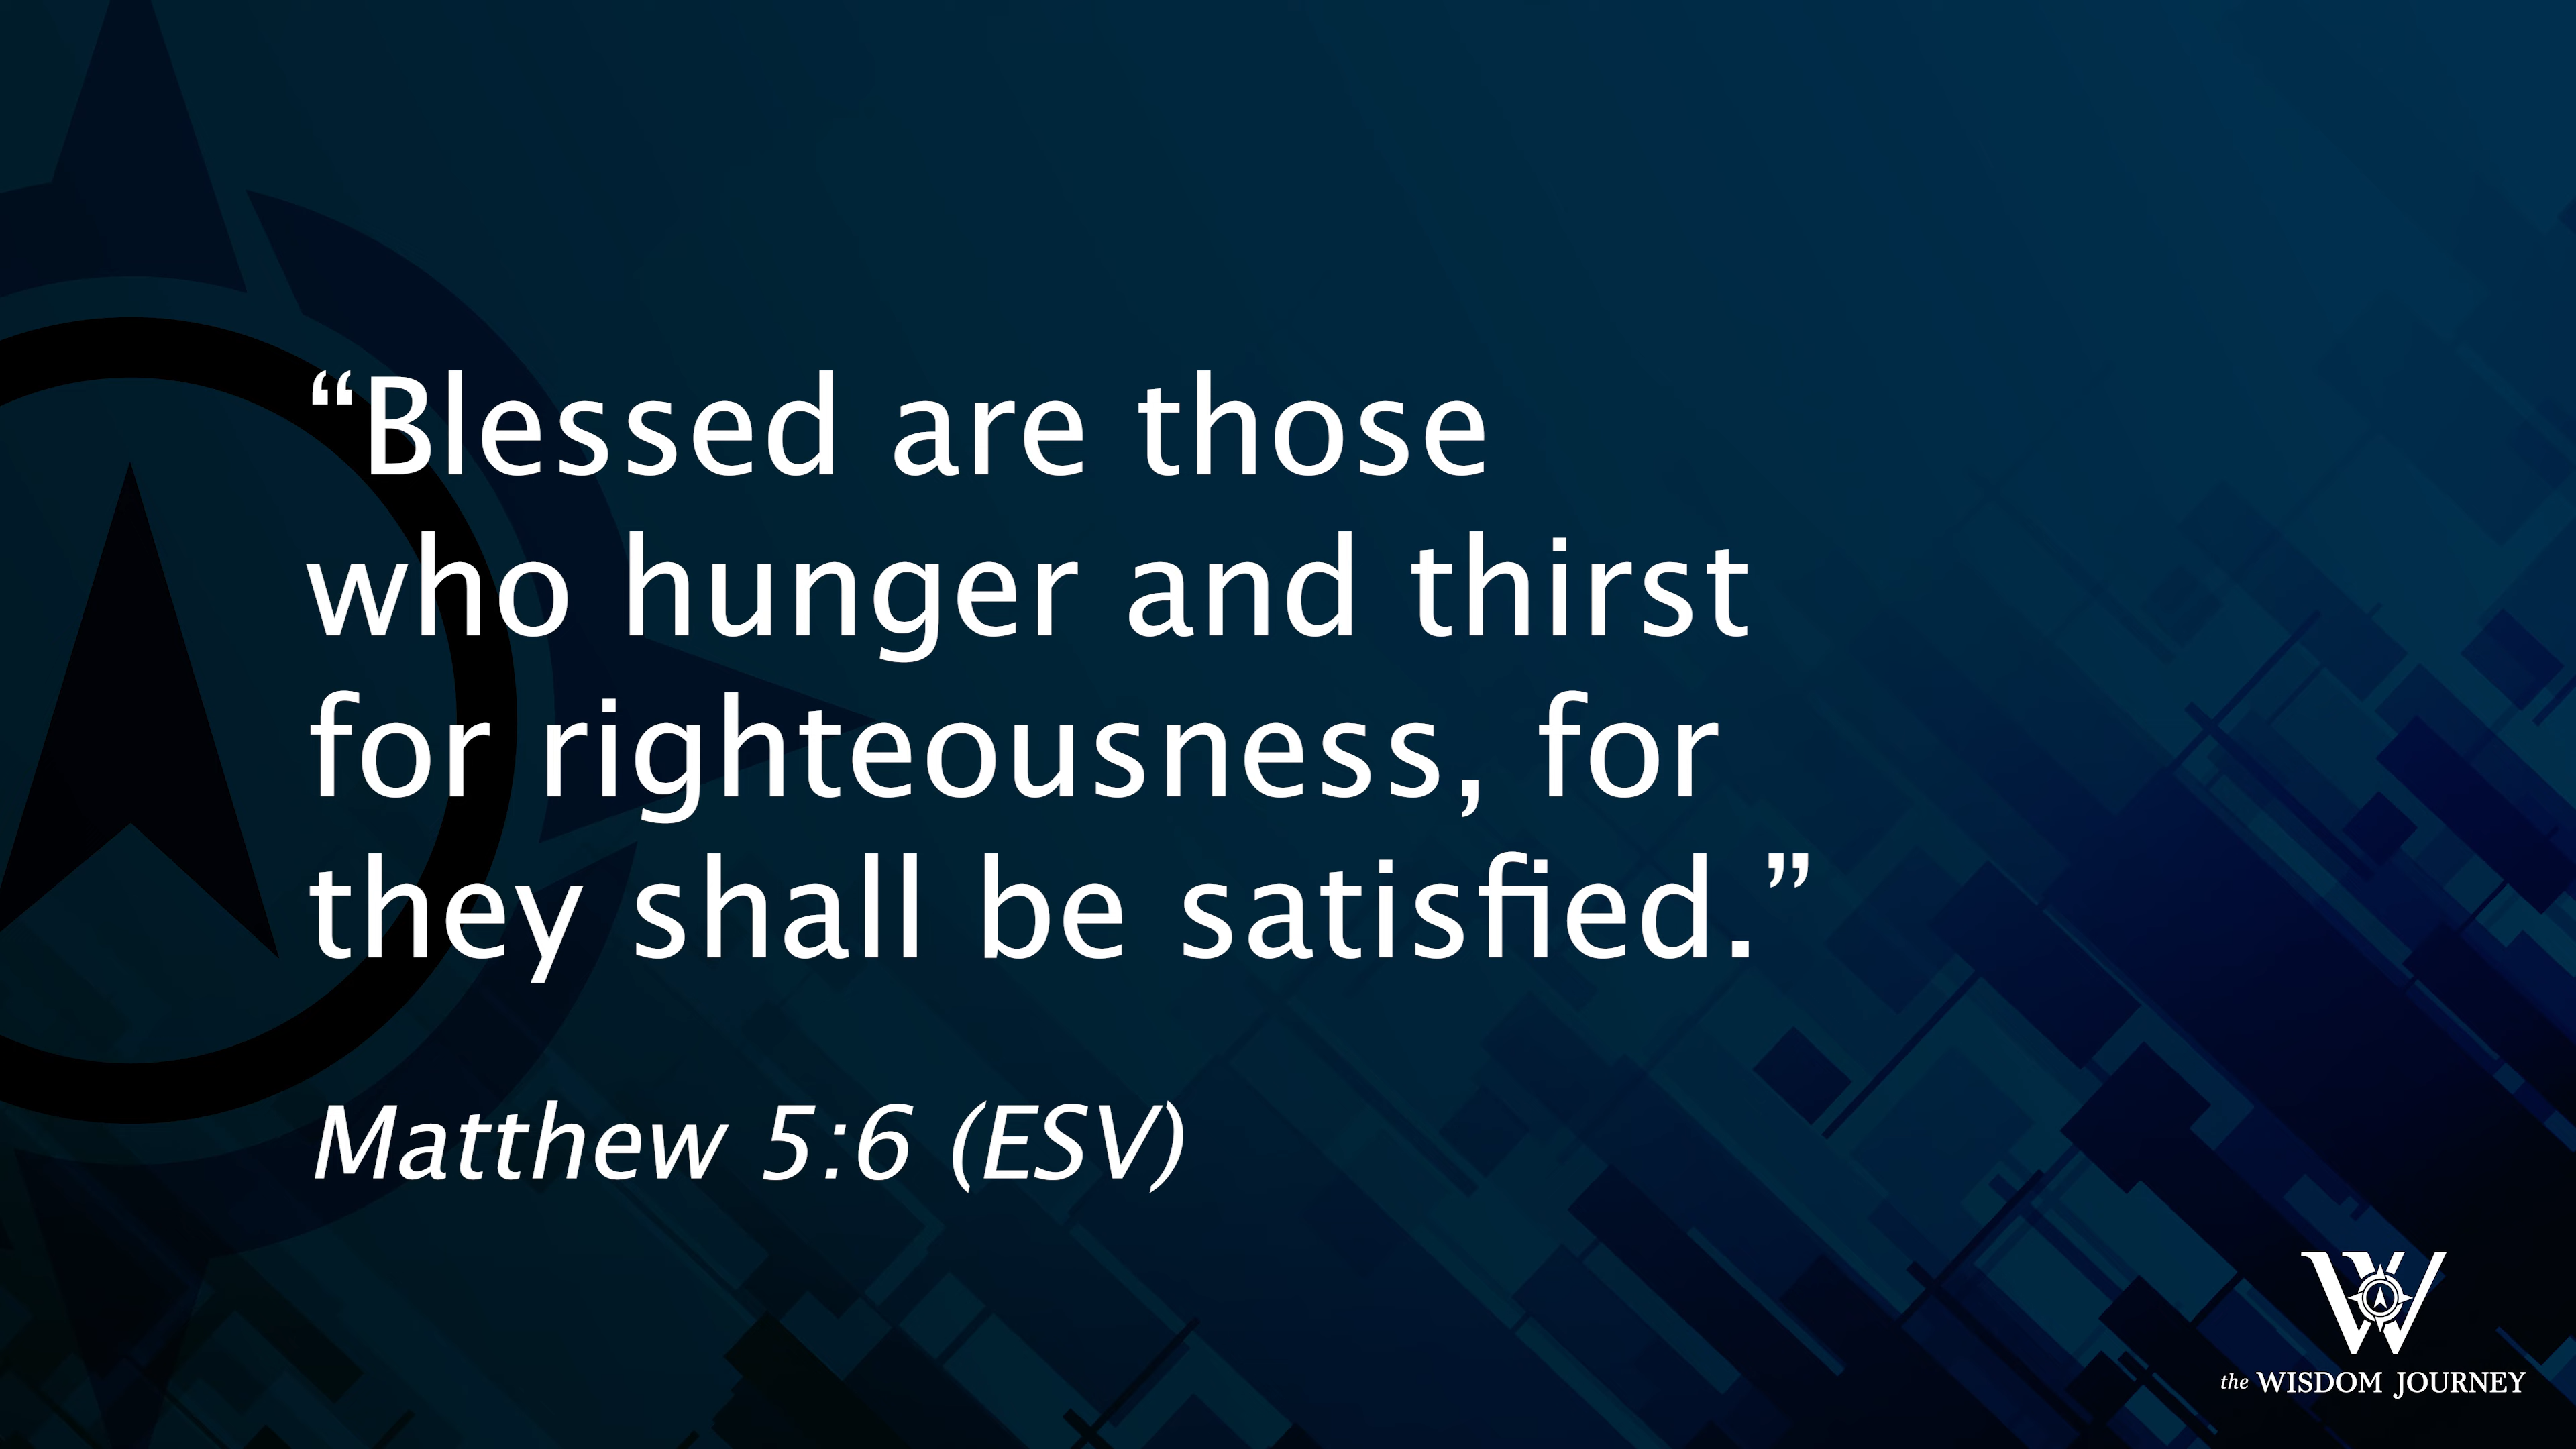 “Blessed are those
who hunger and thirst
for righteousness, for
they shall be satisfied.”
Matthew 5:6 (ESV)
W
the WISDOM JOURNEY